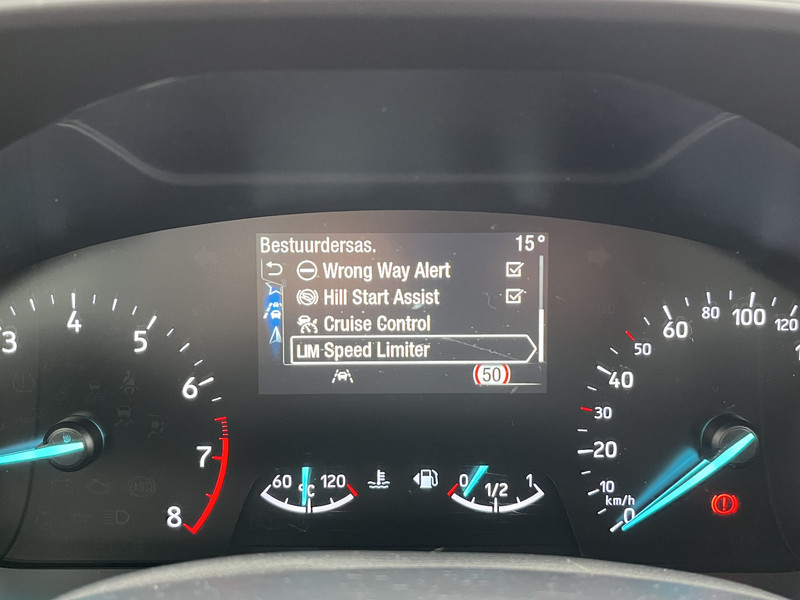 Bestuurdersas. 15°
Wrong Way Alert
Hill Start Assist
Cruise Control
LIM Speed Limiter
50
3 4 5 6 7 8
60 °C 120
0 1/2 1
0 10 20 30 40 50 60 80 100 120
km/h